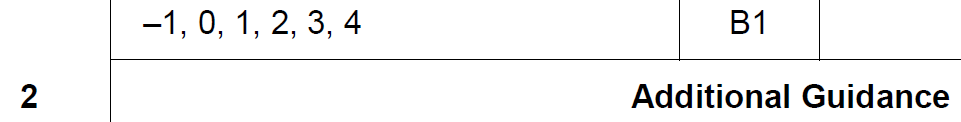 –1, 0, 1, 2, 3, 4 B1
2 Additional Guidance